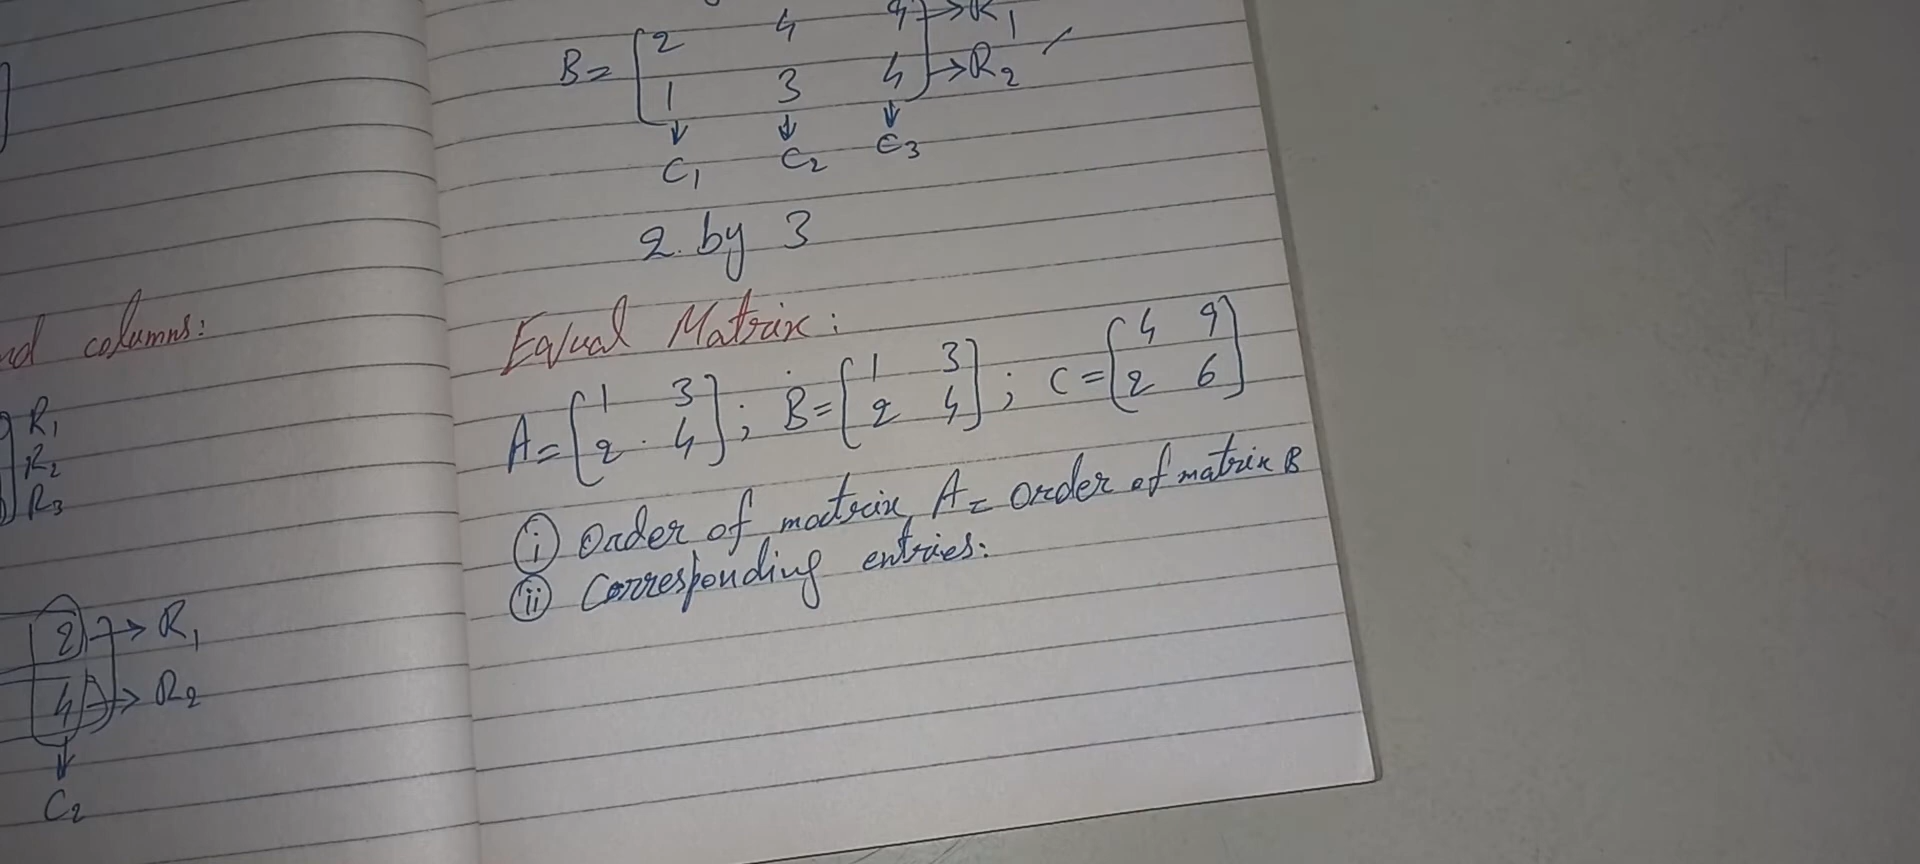 nd columns:
R1
R2
R3
2 → R1
4 → R2
C2
B = [2 4 9] → R1
[1 3 4] → R2
C1 C2 C3
2 by 3
Equal Matrix:
A = [1 3; B = [1 3; C = [4 9
2 . 4] 2 4] 2 6]
(i) Order of matrix A = order of matrix B
(ii) Corresponding entries: